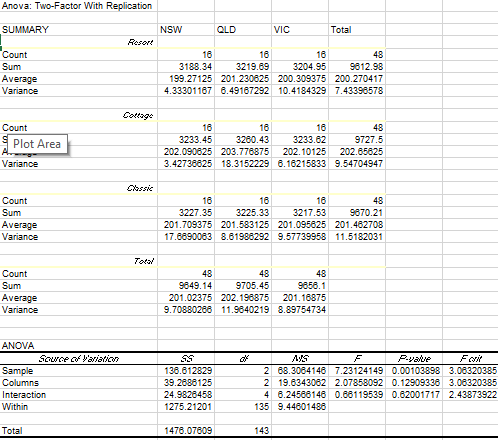 Anova: Two-Factor With Replication
SUMMARY NSW QLD VIC Total
Resort
Count 16 16 16 48
Sum 3188.34 3219.69 3204.95 9612.98
Average 199.27125 201.230625 200.309375 200.270417
Variance 4.33301167 6.49167292 10.4184329 7.43396578
Cottage
Count 16 16 16 48
S 3233.45 3260.43 3233.62 9727.5
Plot Area
202.090625 203.776875 202.10125 202.65625
Variance 3.42736625 18.3152229 6.16215833 9.54704947
Classic
Count 16 16 16 48
Sum 3227.35 3225.33 3217.53 9670.21
Average 201.709375 201.583125 201.095625 201.462708
Variance 17.6690063 8.61986292 9.57739958 11.5182031
Total
Count 48 48 48
Sum 9649.14 9705.45 9656.1
Average 201.02375 202.196875 201.16875
Variance 9.70880266 11.9640219 8.89754734
ANOVA
Source of Variation SS df MS F P-value F crit
Sample 136.612829 2 68.3064146 7.23124149 0.00103898 3.06320385
Columns 39.2686125 2 19.6343062 2.07858092 0.12909336 3.06320385
Interaction 24.9826458 4 6.24566146 0.66119539 0.62001717 2.43873922
Within 1275.21201 135 9.44601486
Total 1476.07609 143